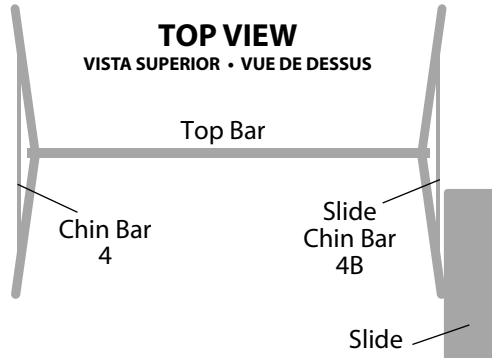 TOP VIEW
VISTA SUPERIOR • VUE DE DESSUS
Top Bar
Chin Bar
4
Slide
Chin Bar
4B
Slide